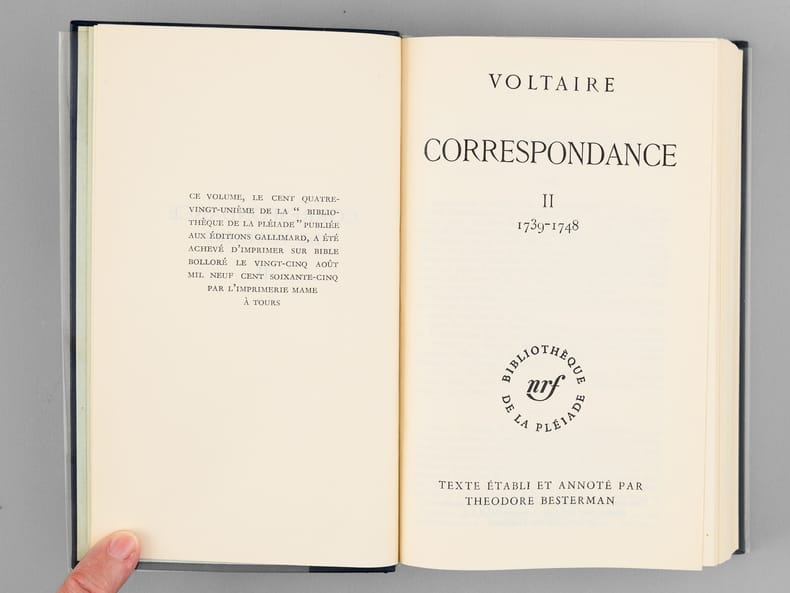 CE VOLUME, LE CENT QUATRE-
VINGT-UNIÈME DE LA “ BIBLIO-
THÈQUE DE LA PLÉIADE ” PUBLIÉE
AUX ÉDITIONS GALLIMARD, A ÉTÉ
ACHEVÉ D’IMPRIMER SUR BIBLE
BOLLORÉ LE VINGT-CINQ AOÛT
MIL NEUF CENT SOIXANTE-CINQ
PAR L’IMPRIMERIE MAME
À TOURS
VOLTAIRE
CORRESPONDANCE
II
1739-1748
BIBLIOTHÈQUE
nrf
DE LA PLÉIADE
TEXTE ÉTABLI ET ANNOTÉ PAR
THEODORE BESTERMAN